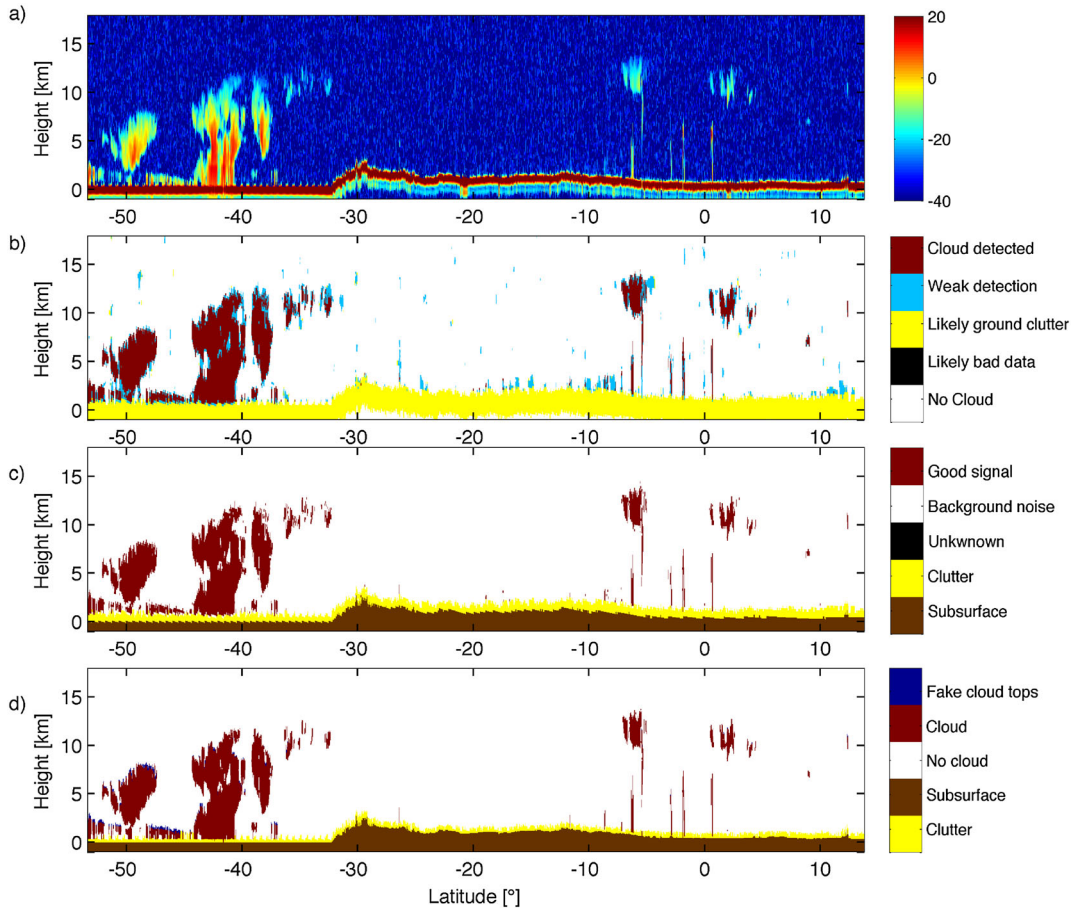 a)
Height [km]
15
10
5
0
-50 -40 -30 -20 -10 0 10
20
0
-20
-40
b)
Height [km]
15
10
5
0
-50 -40 -30 -20 -10 0 10
Cloud detected
Weak detection
Likely ground clutter
Likely bad data
No Cloud
c)
Height [km]
15
10
5
0
-50 -40 -30 -20 -10 0 10
Good signal
Background noise
Unkwnown
Clutter
Subsurface
d)
Height [km]
15
10
5
0
-50 -40 -30 -20 -10 0 10
Latitude [°]
Fake cloud tops
Cloud
No cloud
Subsurface
Clutter